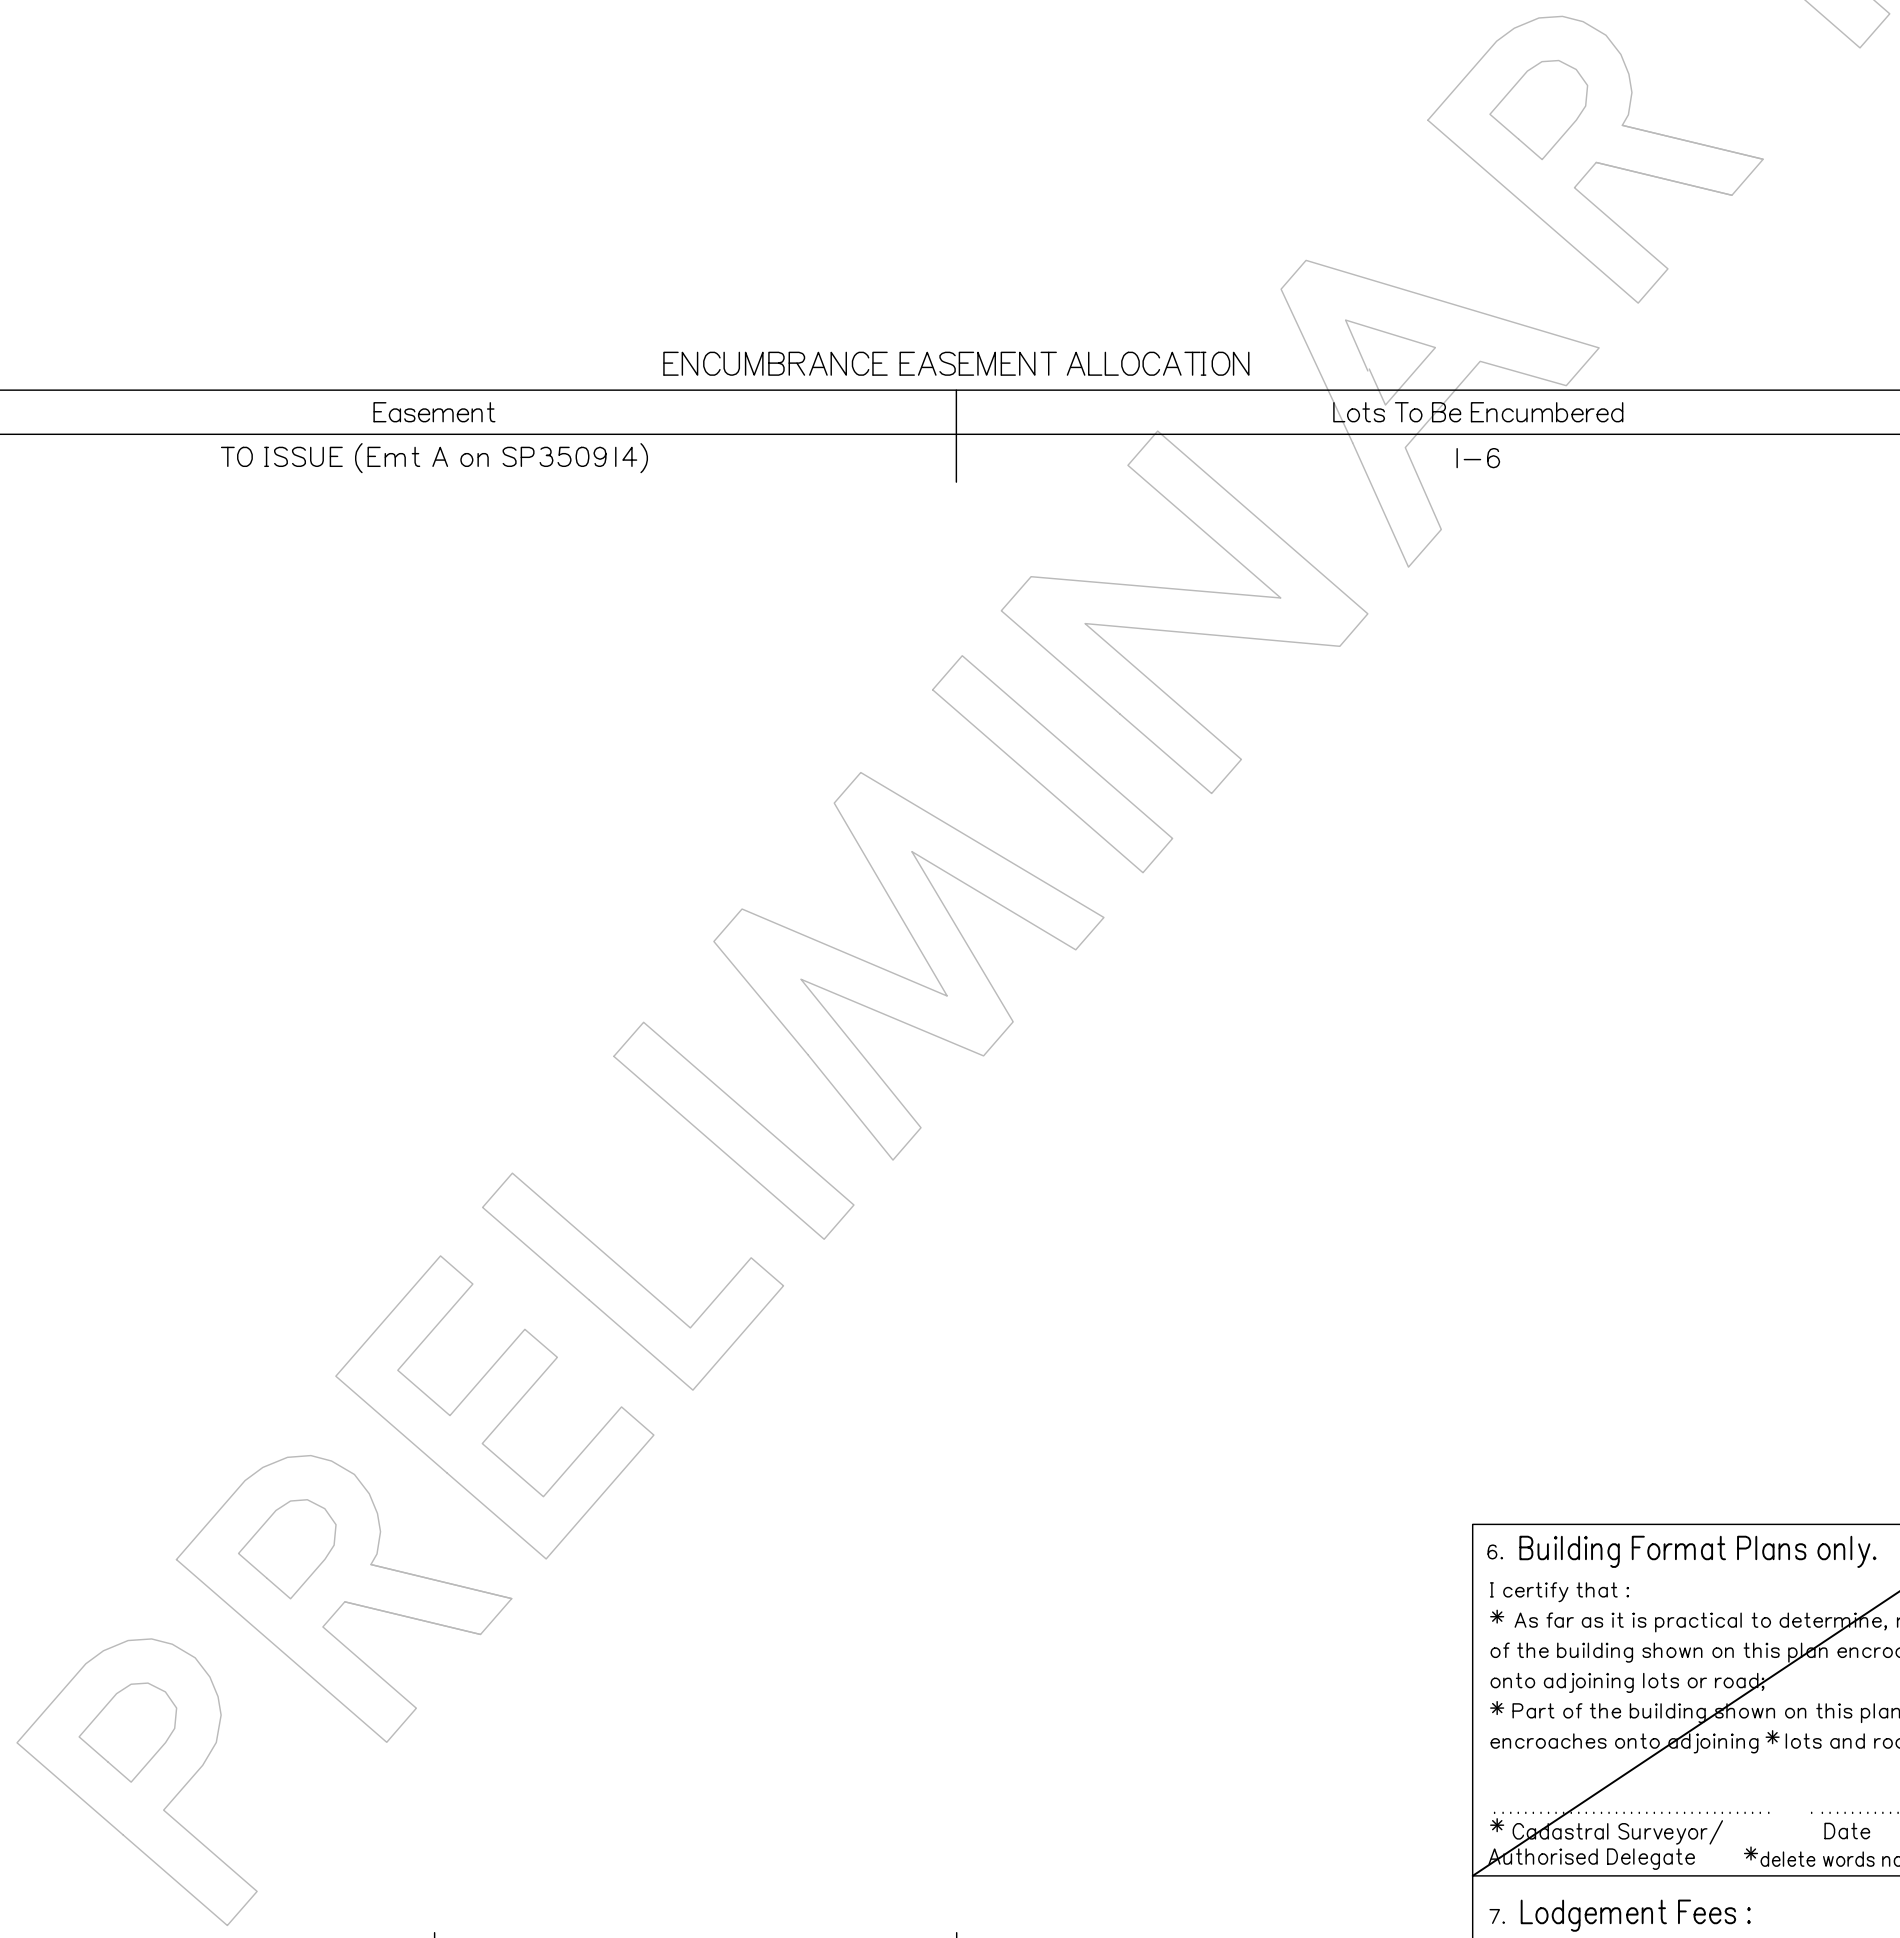 ENCUMBRANCE EASEMENT ALLOCATION
Easement Lots To Be Encumbered
TO ISSUE (Emt A on SP350914) 1-6
PRELIMINAR
6. Building Format Plans only.
I certify that :
* As far as it is practical to determine,
of the building shown on this plan
onto adjoining lots or road;
* Part of the building shown on this plan
encroaches onto adjoining * lots and
* Cadastral Surveyor/ Date
Authorised Delegate *delete words
7. Lodgement Fees :